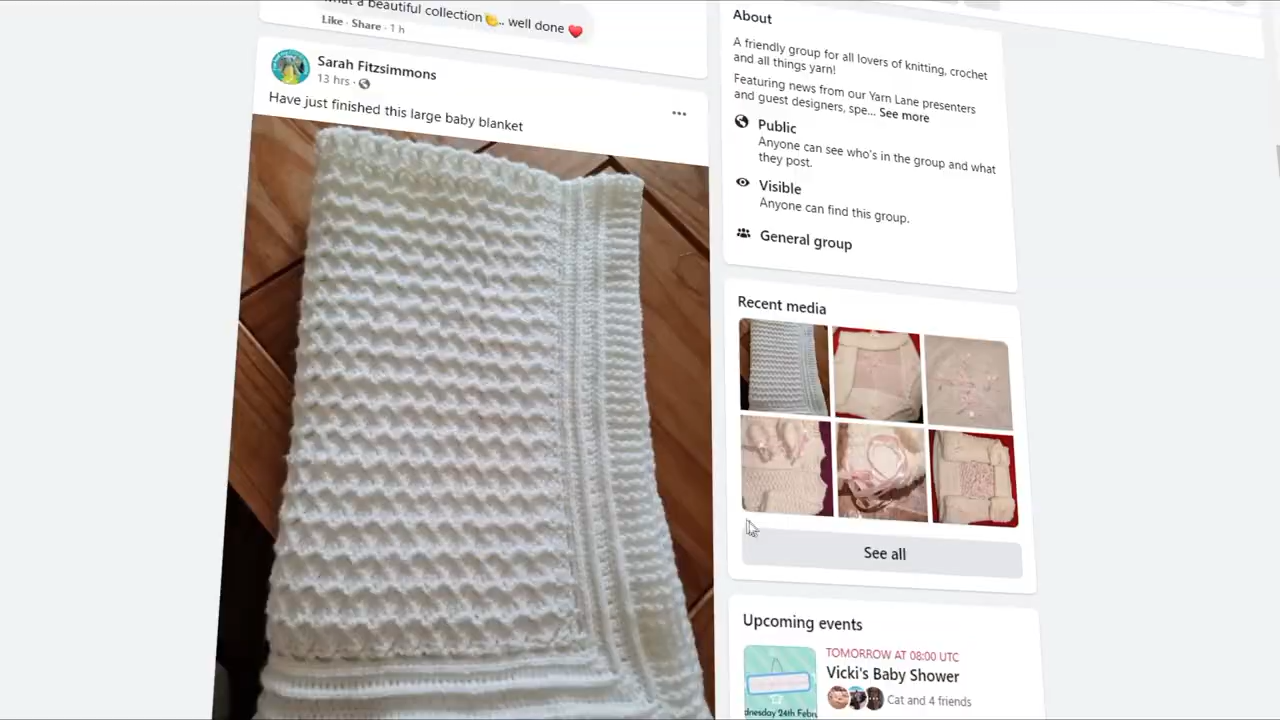 a beautiful collection .. well done
Like · Share · 1 h
Sarah Fitzsimmons
13 hrs ·
Have just finished this large baby blanket
About
A friendly group for all lovers of knitting, crochet
and all things yarn!
Featuring news from our Yarn Lane presenters
and guest designers, spe... See more
Public
Anyone can see who's in the group and what
they post.
Visible
Anyone can find this group.
General group
Recent media
See all
Upcoming events
TOMORROW AT 08:00 UTC
Vicki's Baby Shower
Cat and 4 friends
dnesday 24th Febru